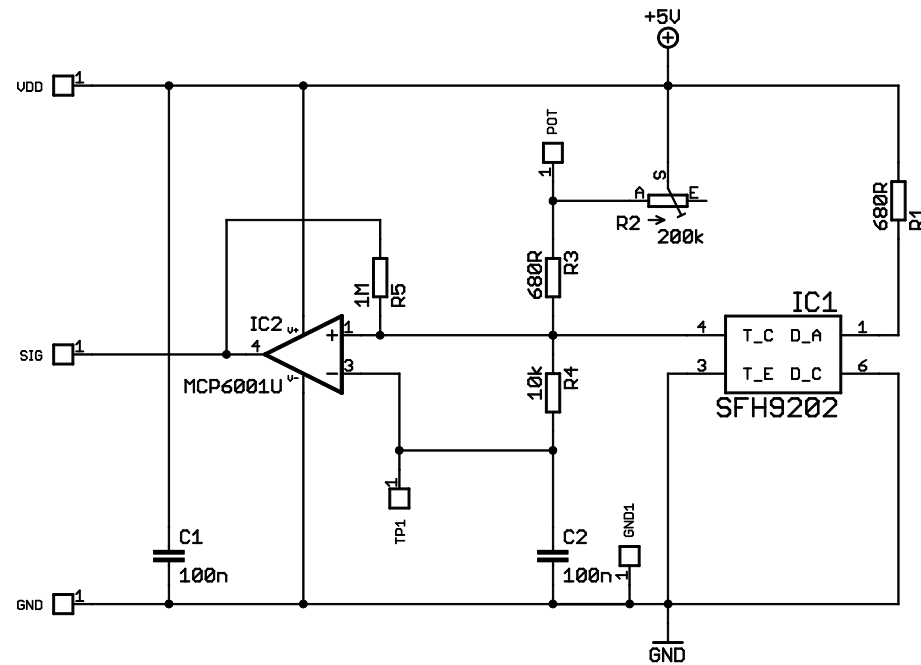 +5V
VDD
1
POT
1
S
A
E
R2
200k
680R
R1
680R
R3
1M
R5
IC1
IC2
V+
4
+
1
4
T_C
D_A
1
SIG
1
MCP6001U
V-
−
3
3
T_E
D_C
6
SFH9202
10k
R4
1
TP1
C1
100n
C2
100n
GND1
1
GND
1
GND